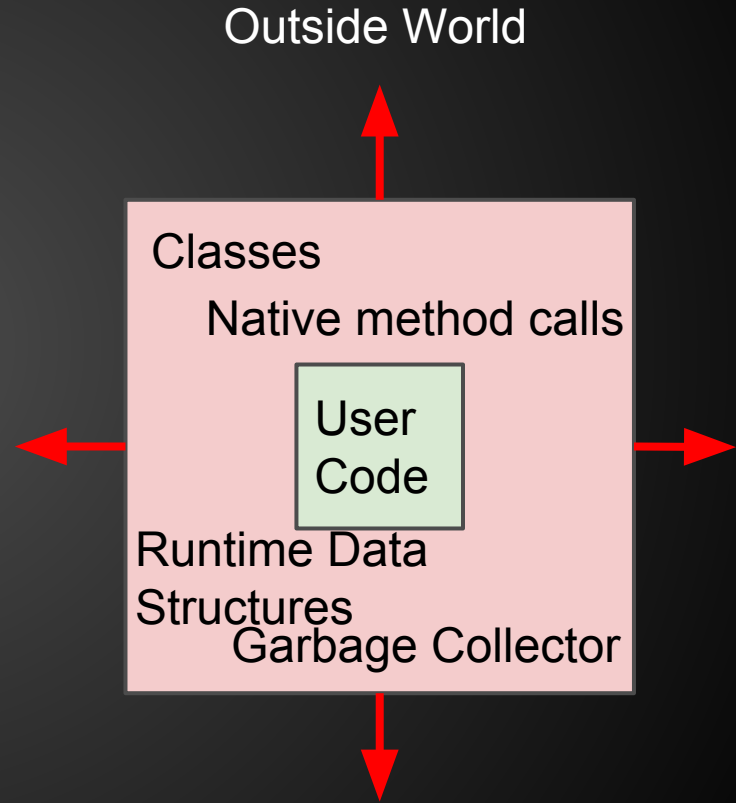 Outside World
Classes
Native method calls
User
Code
Runtime Data
Structures
Garbage Collector